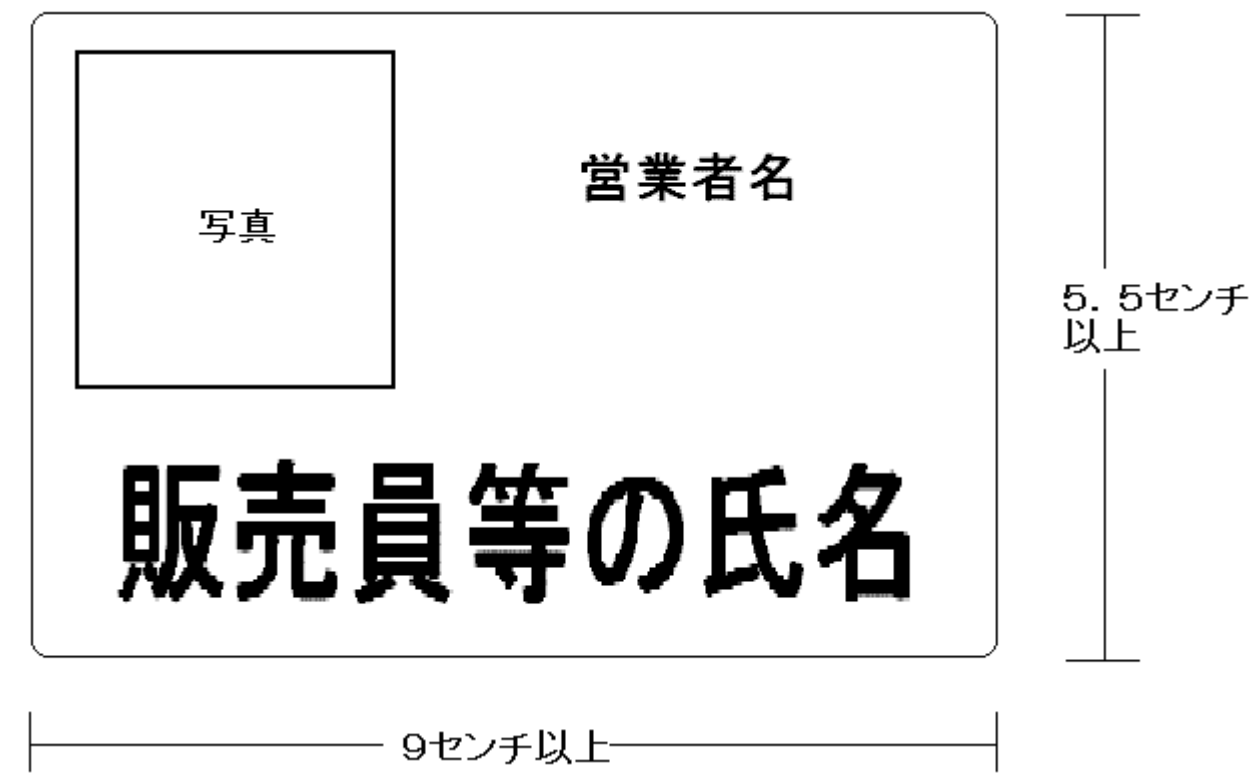 写真
営業者名
販売員等の氏名
５．５センチ
以上
９センチ以上